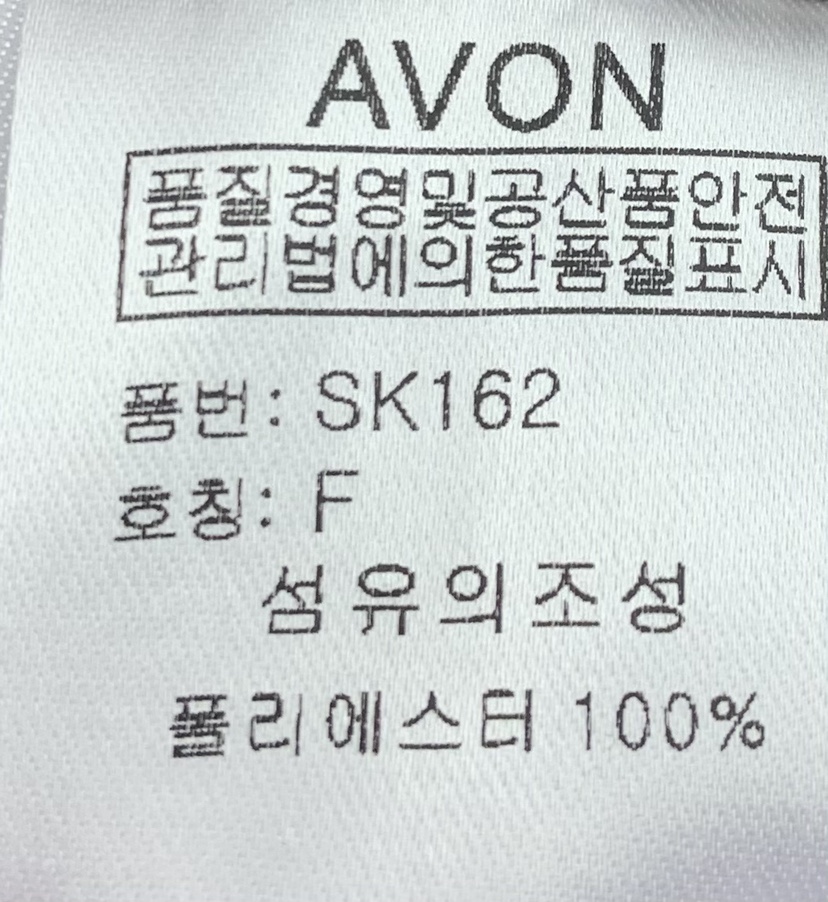 AVON
품질경영및공산품안전
관리법에의한품질표시
품번: SK162
호칭: F
섬유의조성
폴리에스터 100%